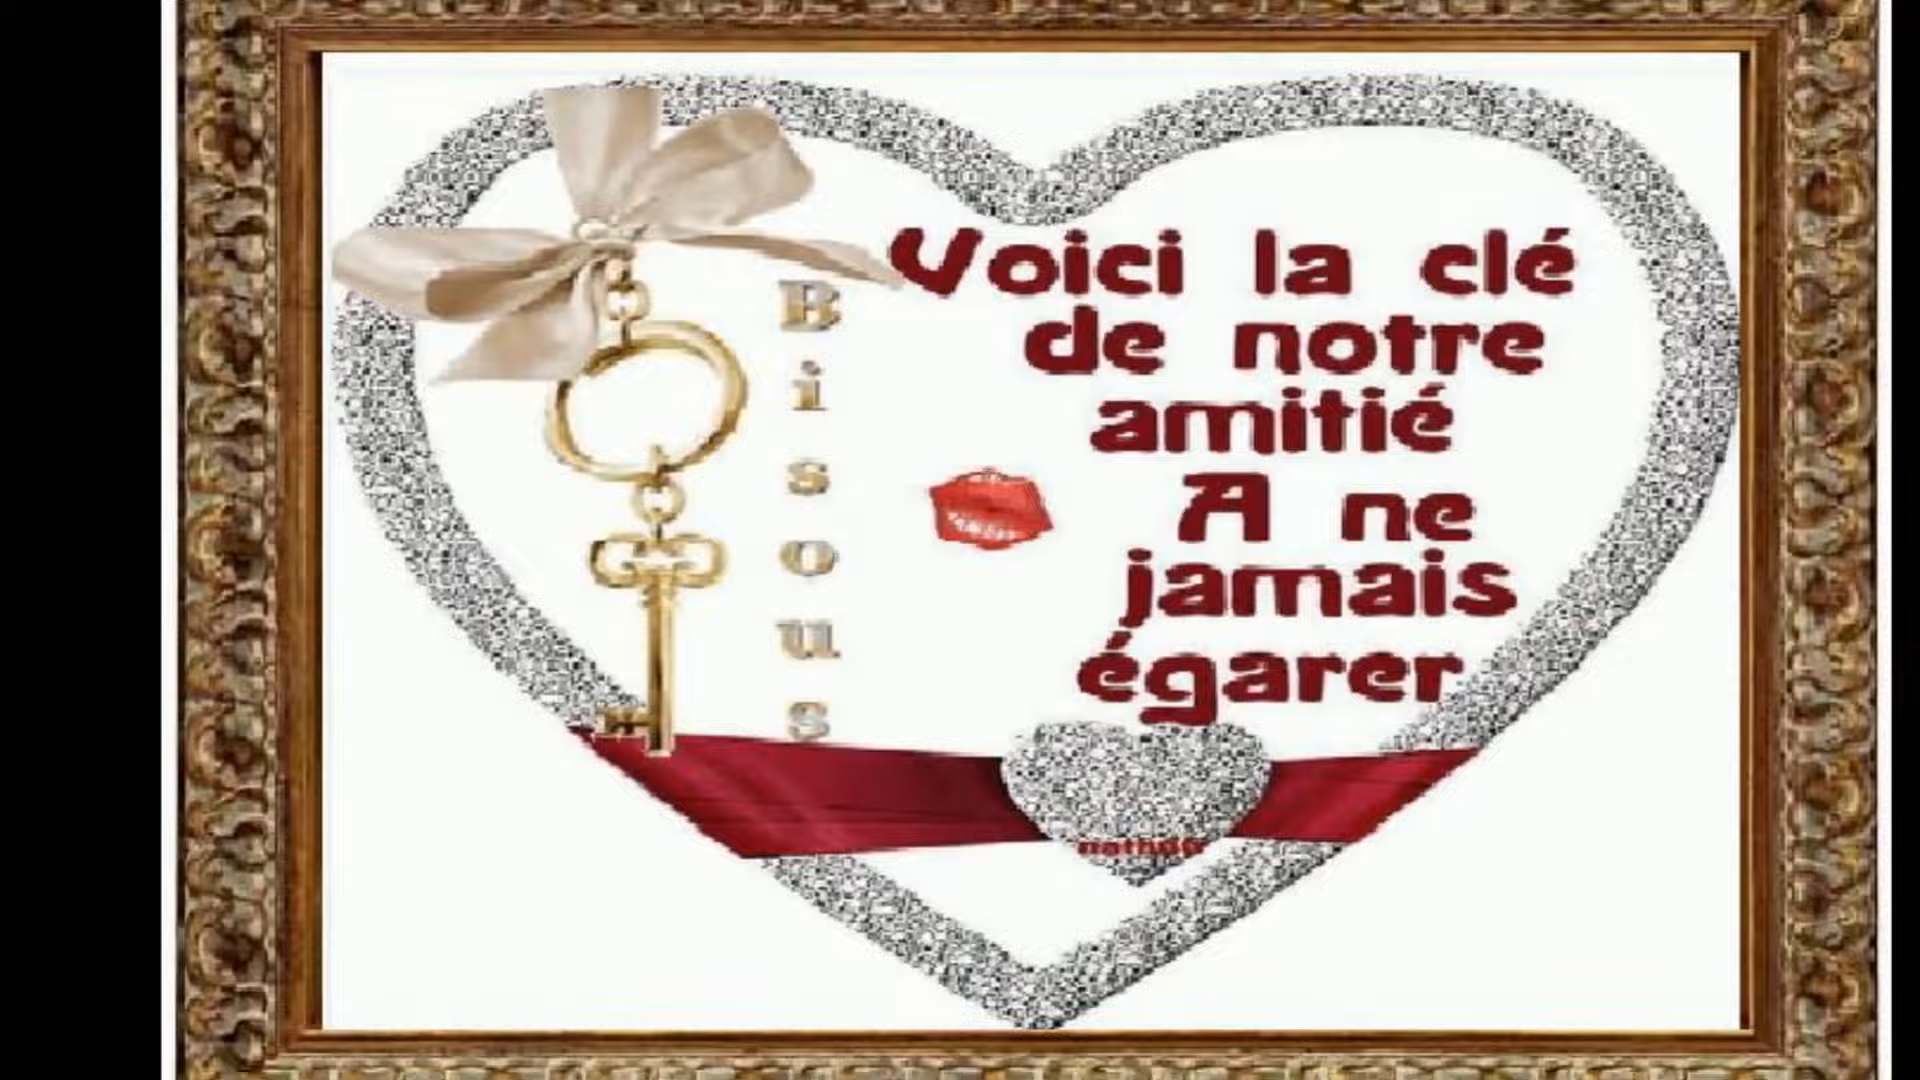 Voici la clé
de notre
amitié
A ne
jamais
égarer
Bisous